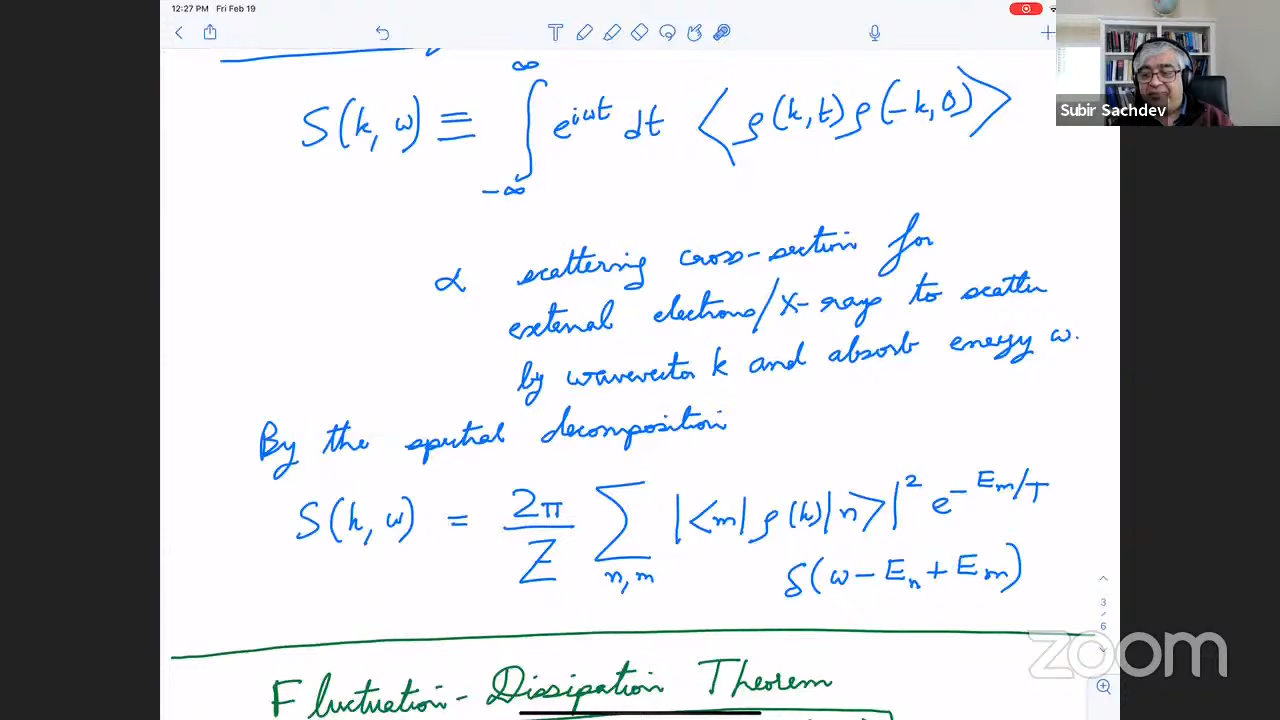 12:27 PM Fri Feb 19
Subir Sachdev
S(k, ω) ≡ ∫_{-∞}^{∞} e^{iωt} dt ⟨ρ(k,t) ρ(-k,0)⟩
∝ scattering cross-section for
external electrons/X-rays to scatter
by wavevector k and absorb energy ω.
By the spectral decomposition
S(k, ω) = 2π/Z ∑_{n,m} |<m|ρ(k)|n>|² e^{-E_m/T}
δ(ω - E_n + E_m)
3
/
6
zoom
Fluctuation-Dissipation Theorem